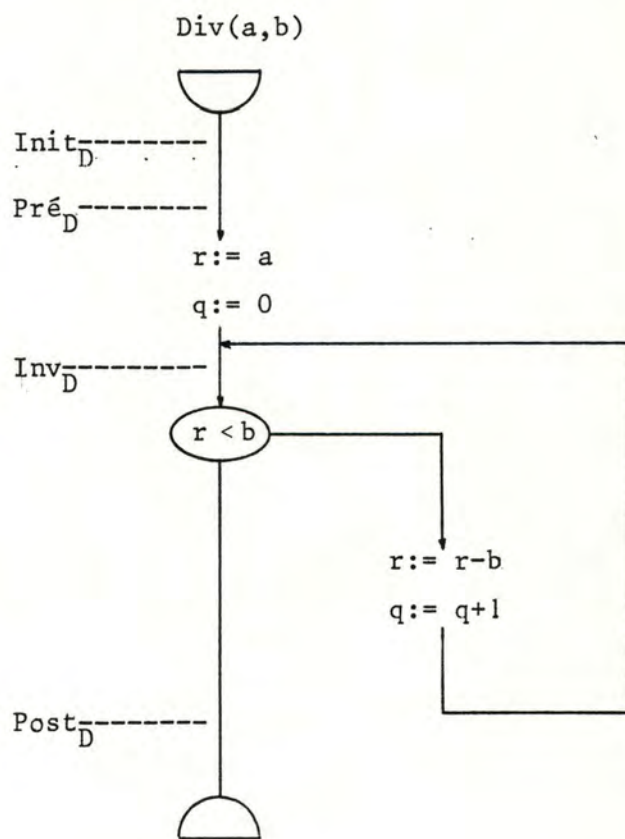 Div(a,b)
Init_D
Pré_D
r:= a
q:= 0
Inv_D
r < b
r:= r-b
q:= q+1
Post_D